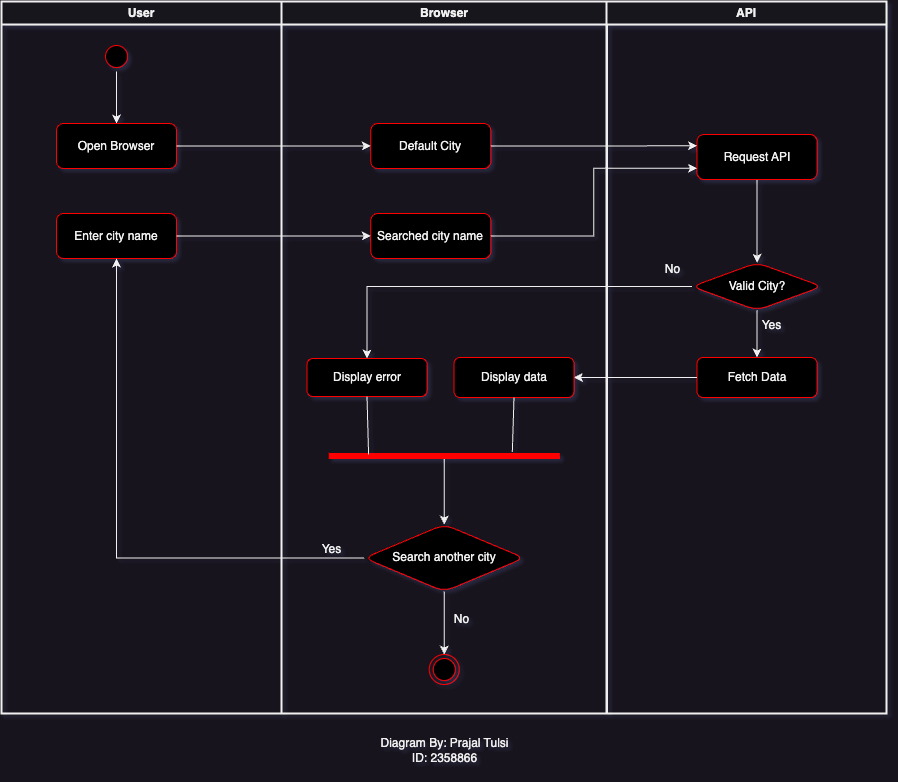 User
Browser
API
Open Browser
Default City
Request API
Enter city name
Searched city name
No
Valid City?
Yes
Display error
Display data
Fetch Data
Yes
Search another city
No
Diagram By: Prajal Tulsi
ID: 2358866